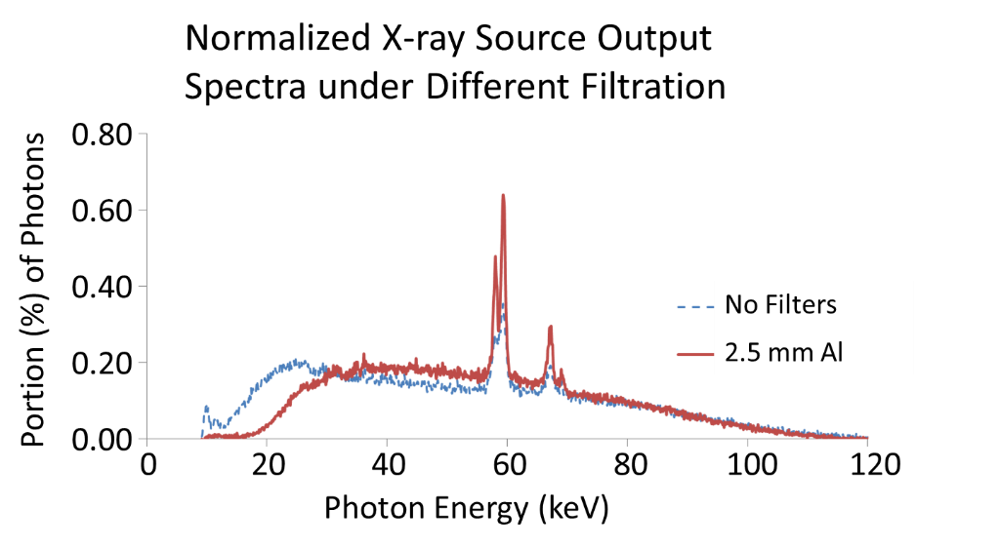 Normalized X-ray Source Output
Spectra under Different Filtration
Portion (%) of Photons
0.80
0.60
0.40
0.20
0.00
0 20 40 60 80 100 120
Photon Energy (keV)
No Filters
2.5 mm Al